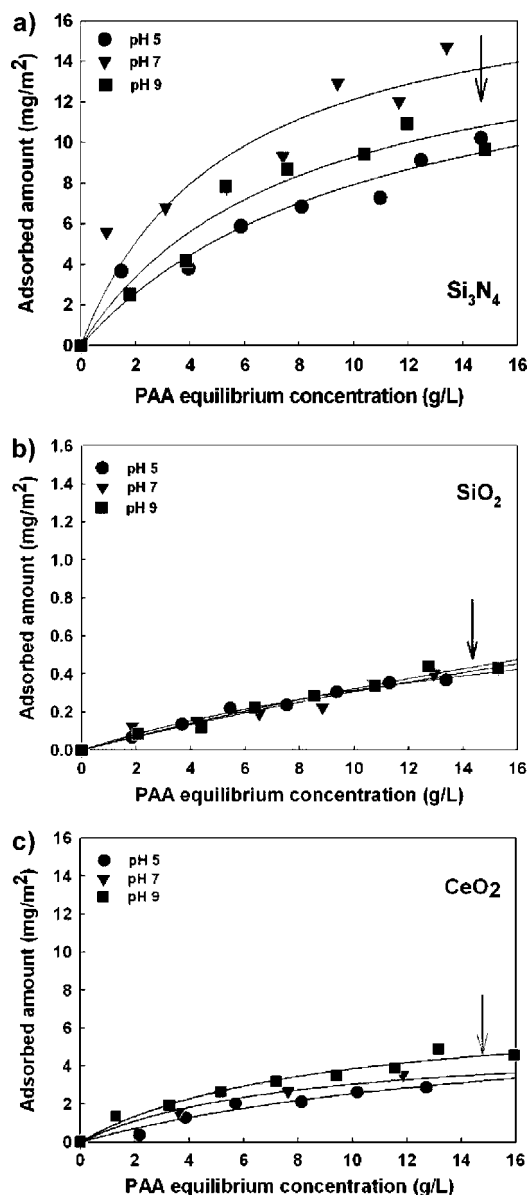 a)
pH 5
pH 7
pH 9
16
14
12
10
8
6
4
2
0
Adsorbed amount (mg/m²)
Si₃N₄
0 2 4 6 8 10 12 14 16
PAA equilibrium concentration (g/L)
b)
pH 5
pH 7
pH 9
1.6
1.4
1.2
1.0
0.8
0.6
0.4
0.2
0.0
Adsorbed amount (mg/m²)
SiO₂
0 2 4 6 8 10 12 14 16
PAA equilibrium concentration (g/L)
c)
pH 5
pH 7
pH 9
16
14
12
10
8
6
4
2
0
Adsorbed amount (mg/m²)
CeO₂
0 2 4 6 8 10 12 14 16
PAA equilibrium concentration (g/L)